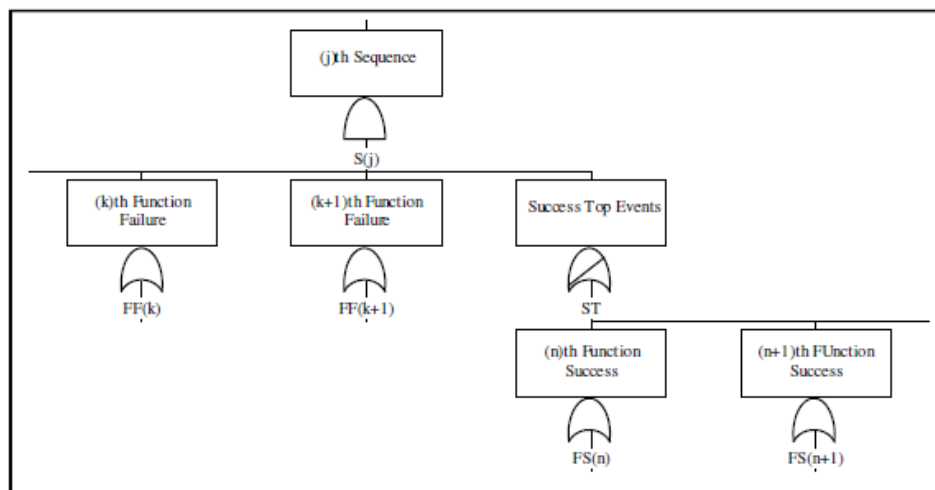 (j)th Sequence
S(j)
(k)th Function
Failure
(k+1)th Function
Failure
Success Top Events
FF(k)
FF(k+1)
ST
(n)th Function
Success
(n+1)th FUnction
Success
FS(n)
FS(n+1)